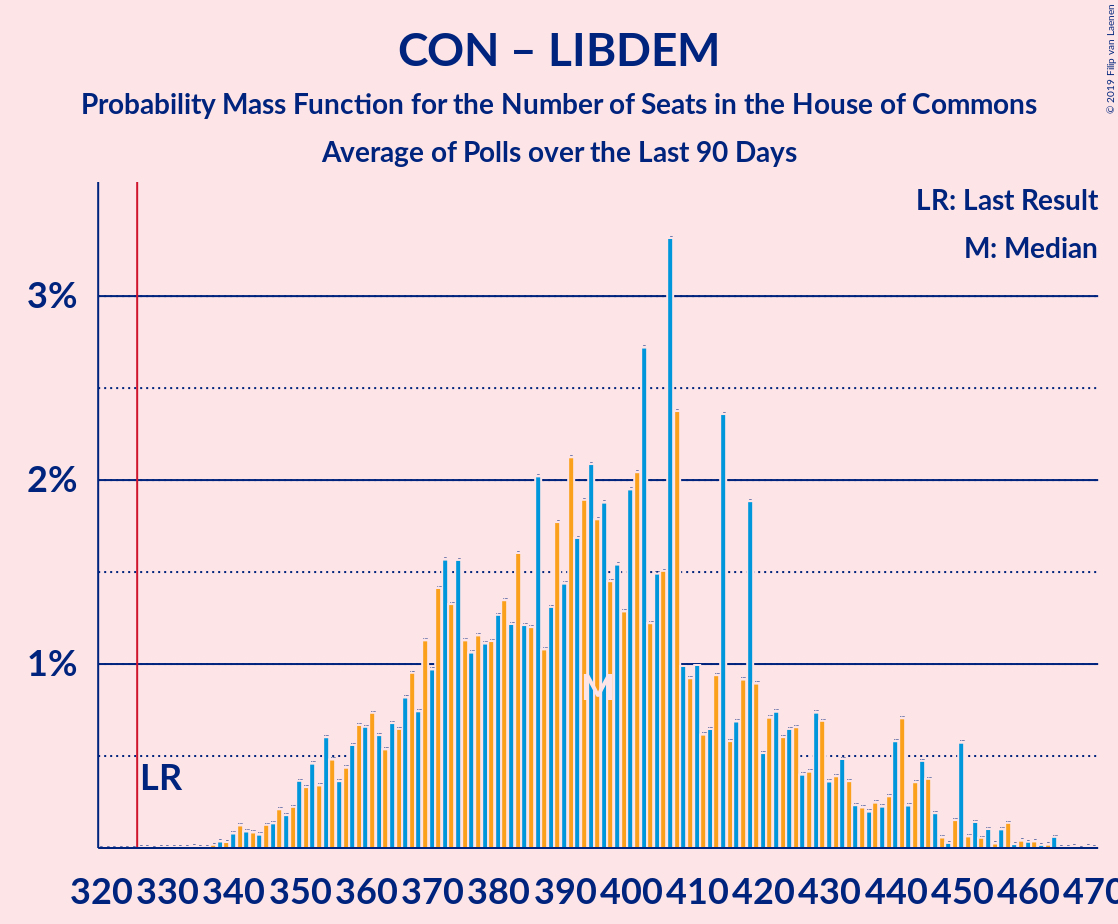 CON – LIBDEM
Probability Mass Function for the Number of Seats in the House of Commons
Average of Polls over the Last 90 Days
© 2019 Filip van Laenen
LR: Last Result
M: Median
3%
2%
1%
LR
M
320 330 340 350 360 370 380 390 400 410 420 430 440 450 460 470